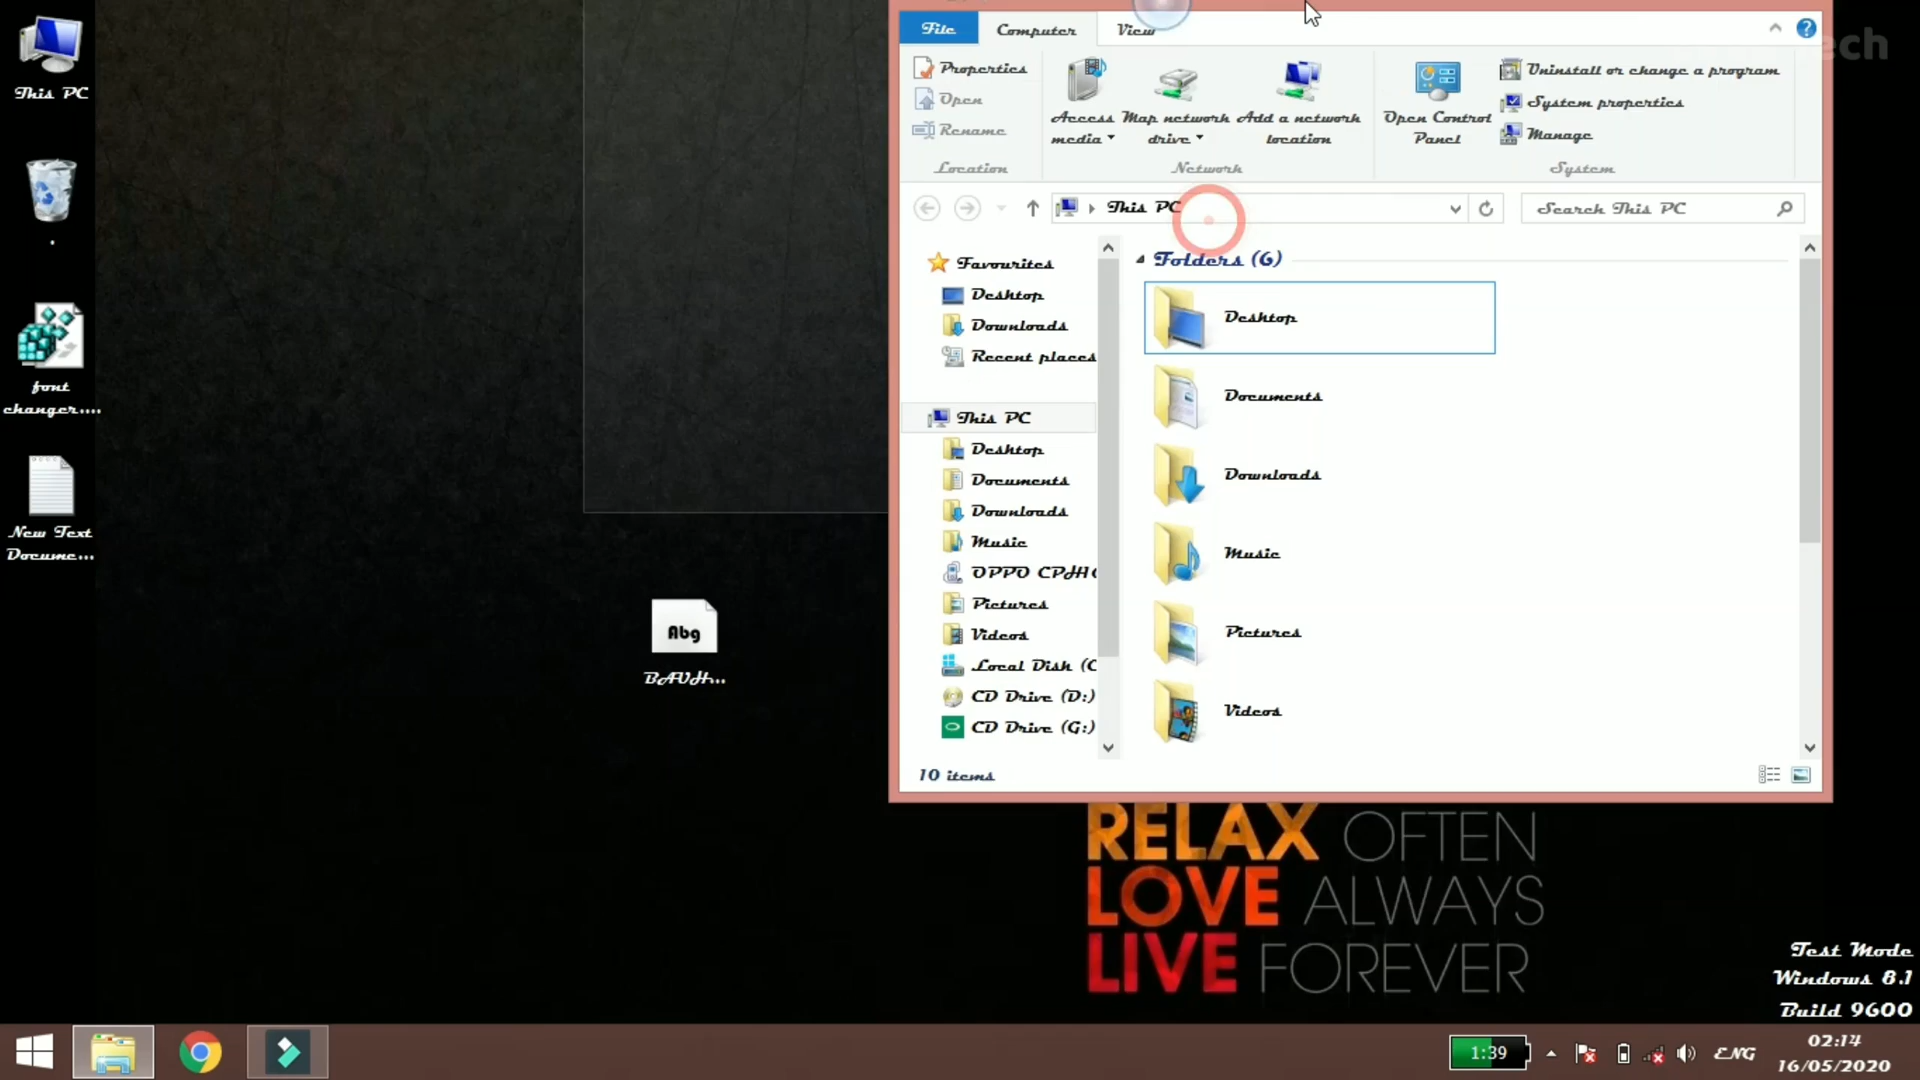 This PC
font
changer....
New Text
Docume...
Abg
BAUH...
File
Computer
View
ech
Properties
Open
Rename
Location
Access
media
Map network
drive
Add a network
location
Network
Open Control
Panel
Uninstall or change a program
System properties
Manage
System
This PC
Search This PC
Favourites
Desktop
Downloads
Recent places
This PC
Desktop
Documents
Downloads
Music
OPPO CPH1
Pictures
Videos
Local Disk (C
CD Drive (D:)
CD Drive (G:)
Folders (6)
Desktop
Documents
Downloads
Music
Pictures
Videos
10 items
RELAX OFTEN
LOVE ALWAYS
LIVE FOREVER
Test Mode
Windows 8.1
Build 9600
1:39
ENG
02:14
16/05/2020